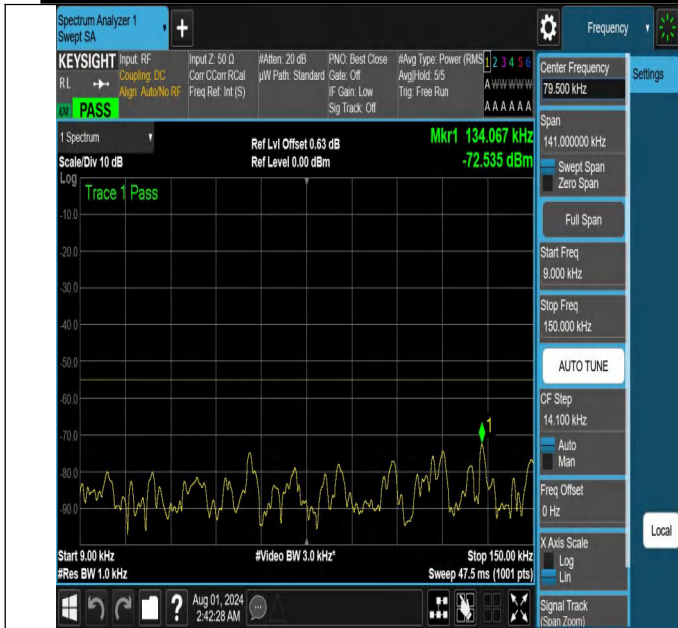 Spectrum Analyzer 1
Swept SA
+
Frequency
KEYSIGHT
RL
PASS
Input: RF
Coupling: DC
Align: Auto/No RF
Input Z: 50 Ω
Corr CCorr RCal
Freq Ref: Int (S)
#Atten: 20 dB
µW Path: Standard
PNO: Best Close
Gate: Off
IF Gain: Low
Sig Track: Off
#Avg Type: Power (RMS
Avg|Hold: 5/5
Trig: Free Run
1 2 3 4 5 6
A W W W W W
A A A A A A
Center Frequency
79.500 kHz
Settings
Span
141.000000 kHz
Swept Span
Zero Span
Full Span
Start Freq
9.000 kHz
Stop Freq
150.000 kHz
AUTO TUNE
CF Step
14.100 kHz
Auto
Man
Freq Offset
0 Hz
X Axis Scale
Log
Lin
Local
Signal Track
(Span Zoom)
1 Spectrum
Scale/Div 10 dB
Ref Lvl Offset 0.63 dB
Ref Level 0.00 dBm
Mkr1 134.067 kHz
-72.535 dBm
Log
Trace 1 Pass
-10.0
-20.0
-30.0
-40.0
-50.0
-60.0
-70.0
-80.0
-90.0
1
Start 9.00 kHz
#Res BW 1.0 kHz
#Video BW 3.0 kHz*
Stop 150.00 kHz
Sweep 47.5 ms (1001 pts)
?
Aug 01, 2024
2:42:28 AM